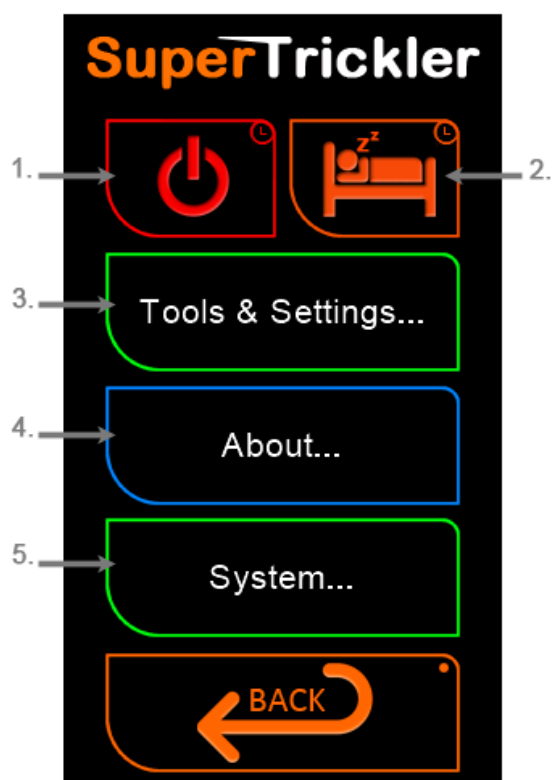 SuperTrickler
1.
2.
z z
3.
Tools & Settings...
4.
About...
5.
System...
BACK